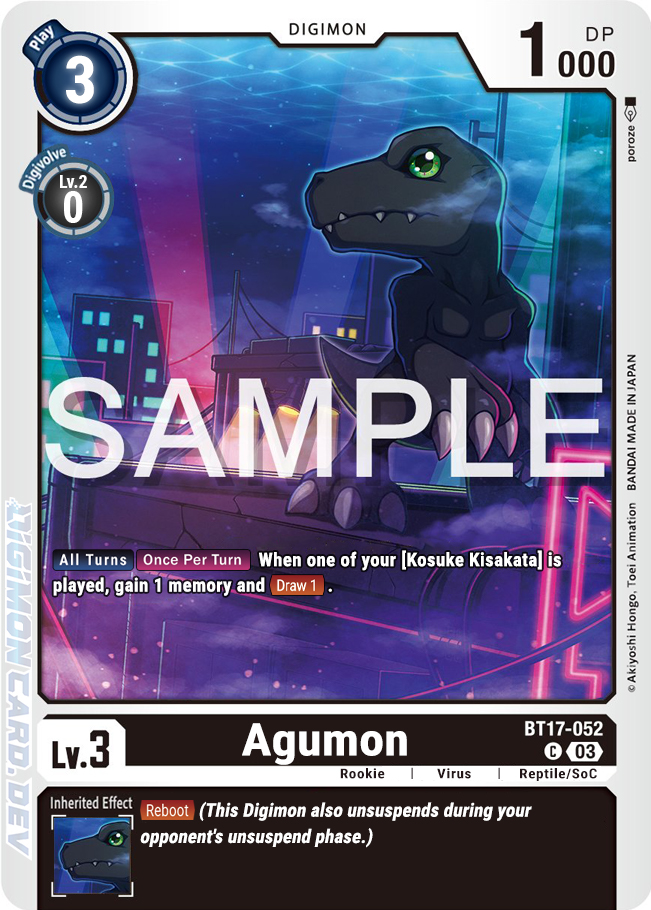 Play
3
DIGIMON
DP
1000
Digivolve
Lv.2
0
poroze
SAMPLE
BANDAI MADE IN JAPAN
© Akiyoshi Hongo, Toei Animation
DIGIMONCARD.DEV
All Turns Once Per Turn When one of your [Kosuke Kisakata] is
played, gain 1 memory and Draw 1 .
Lv.3
Agumon
BT17-052
C 03
Rookie | Virus | Reptile/SoC
Inherited Effect
Reboot (This Digimon also unsuspends during your
opponent's unsuspend phase.)